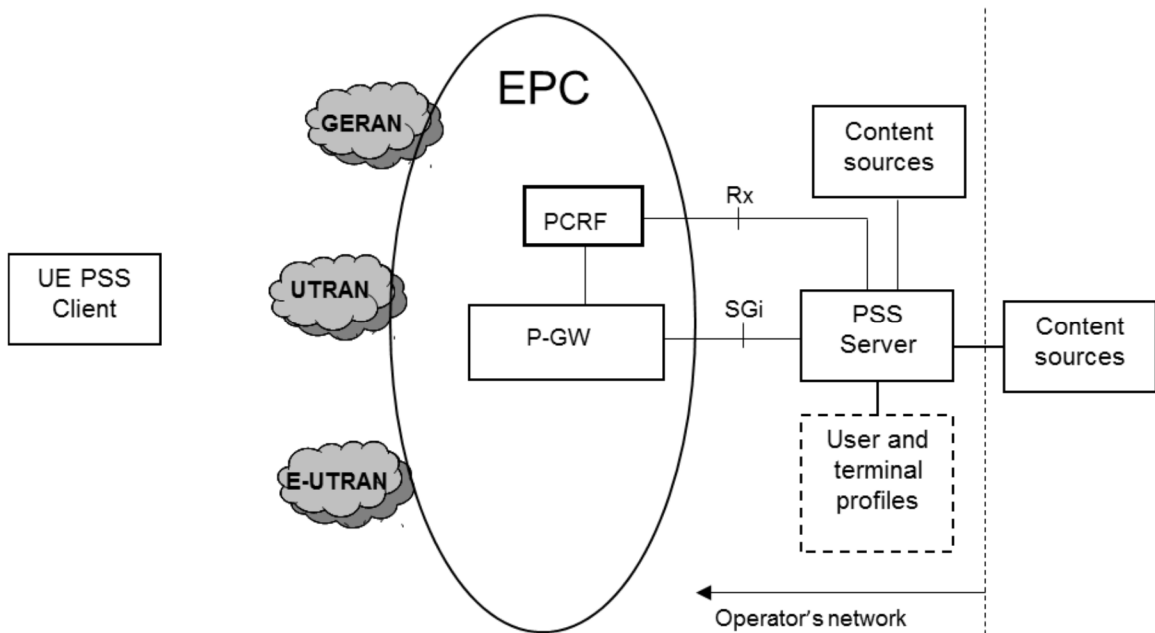 EPC
GERAN
Content
sources
Rx
PCRF
UE PSS
Client
UTRAN
SGi
PSS
Server
P-GW
Content
sources
User and
terminal
profiles
E-UTRAN
Operator's network